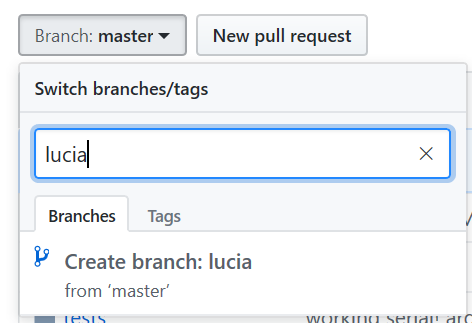 Branch: master
New pull request
Switch branches/tags
lucia
Branches
Tags
Create branch: lucia
from ‘master’
tests
working serial! arc